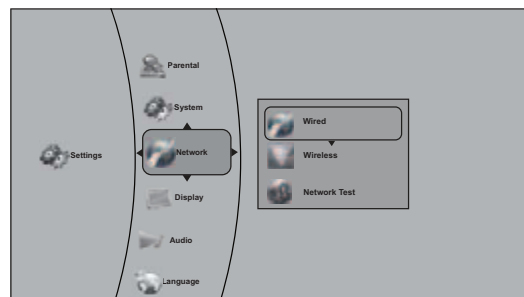 Settings
Parental
System
Network
Display
Audio
Language
Wired
Wireless
Network Test